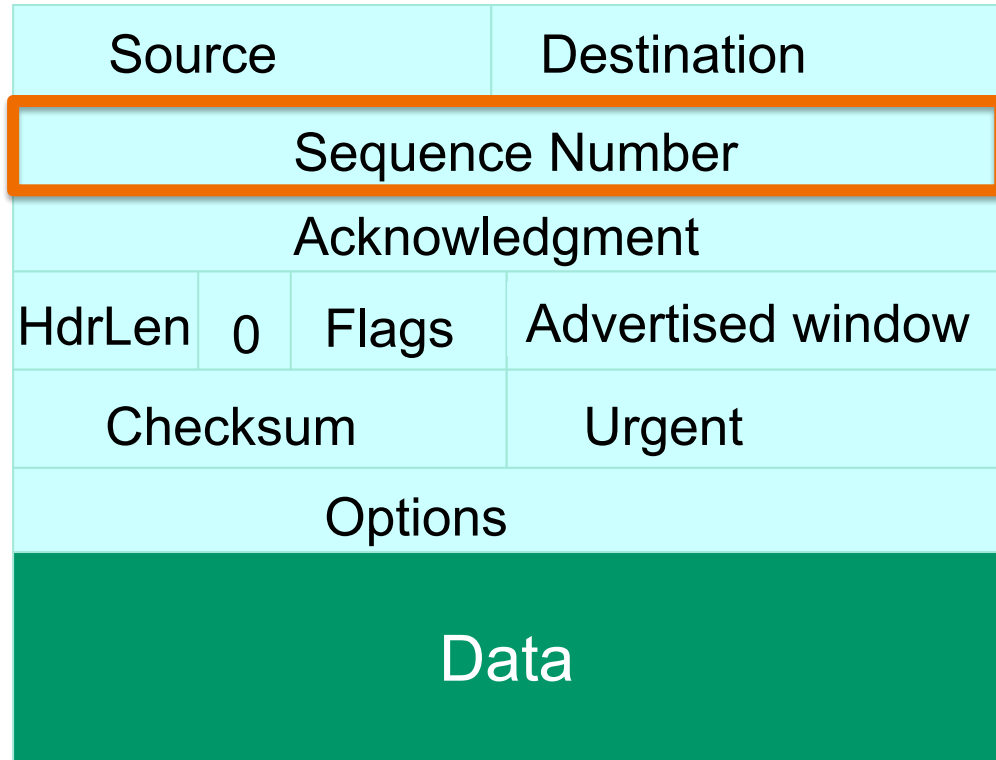 Source Destination
Sequence Number
Acknowledgment
HdrLen 0 Flags Advertised window
Checksum Urgent
Options
Data